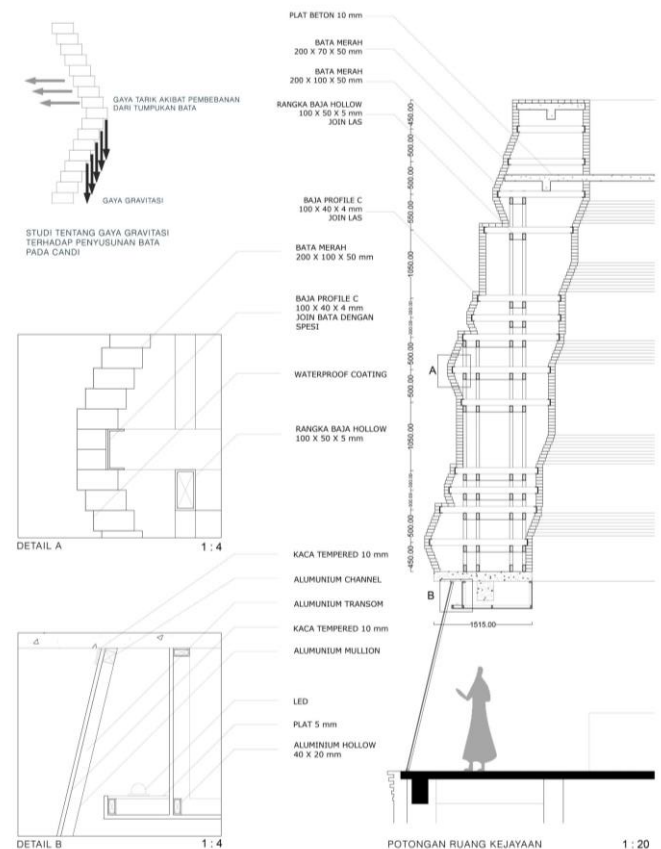 GAYA TARIK AKIBAT PEMBEBANAN
DARI TUMPUKAN BATA
GAYA GRAVITASI
STUDI TENTANG GAYA GRAVITASI
TERHADAP PENYUSUNAN BATA
PADA CANDI
PLAT BETON 10 mm
BATA MERAH
200 X 70 X 50 mm
BATA MERAH
200 X 100 X 50 mm
RANGKA BAJA HOLLOW
100 X 50 X 5 mm
JOIN LAS
BAJA PROFILE C
100 X 40 X 4 mm
JOIN LAS
BATA MERAH
200 X 100 X 50 mm
BAJA PROFILE C
100 X 40 X 4 mm
JOIN BATA DENGAN
SPESI
WATERPROOF COATING
RANGKA BAJA HOLLOW
100 X 50 X 5 mm
DETAIL A 1 : 4
KACA TEMPERED 10 mm
ALUMUNIUM CHANNEL
ALUMUNIUM TRANSOM
KACA TEMPERED 10 mm
ALUMUNIUM MULLION
LED
PLAT 5 mm
ALUMINIUM HOLLOW
40 X 20 mm
DETAIL B 1 : 4
450.00
500.00
500.00
550.00
1050.00
500.00
500.00
1050.00
500.00
450.00
A
B
1515.00
POTONGAN RUANG KEJAYAAN 1 : 20